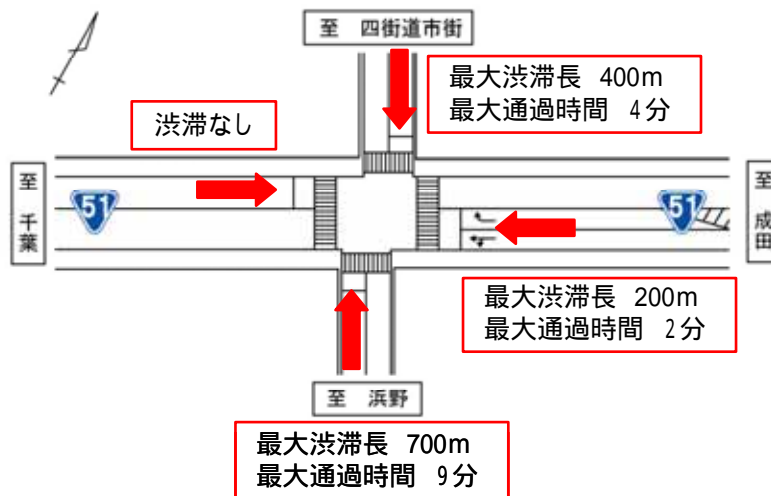 至 四街道市街
最大渋滞長 400m
最大通過時間 4分
渋滞なし
至 千葉
51
51
至 成田
最大渋滞長 200m
最大通過時間 2分
至 浜野
最大渋滞長 700m
最大通過時間 9分